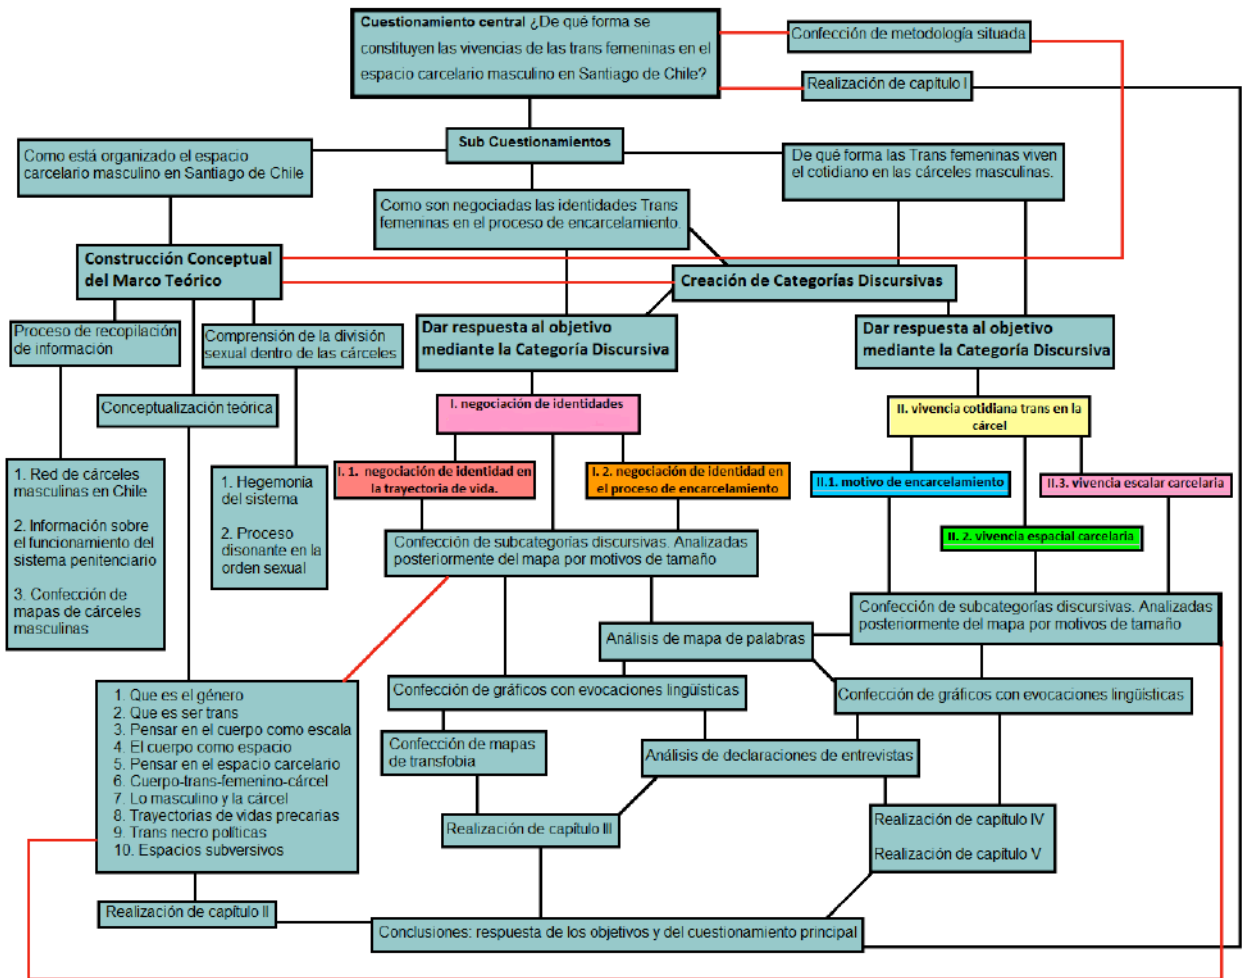 Cuestionamiento central ¿De qué forma se
constituyen las vivencias de las trans femeninas en el
espacio carcelario masculino en Santiago de Chile?
Confección de metodología situada
Realización de capítulo I
Sub Cuestionamientos
Como está organizado el espacio
carcelario masculino en Santiago de Chile
De qué forma las Trans femeninas viven
el cotidiano en las cárceles masculinas.
Como son negociadas las identidades Trans
femeninas en el proceso de encarcelamiento.
Construcción Conceptual
del Marco Teórico
Creación de Categorías Discursivas
Proceso de recopilación
de información
Comprensión de la división
sexual dentro de las cárceles
Dar respuesta al objetivo
mediante la Categoría Discursiva
Dar respuesta al objetivo
mediante la Categoría Discursiva
Conceptualización teórica
I. negociación de identidades
II. vivencia cotidiana trans en la
cárcel
1. Red de cárceles
masculinas en Chile
2. Información sobre
el funcionamiento del
sistema penitenciario
3. Confección de
mapas de cárceles
masculinas
1. Hegemonía
del sistema
2. Proceso
disonante en la
orden sexual
I. 1. negociación de identidad en
la trayectoria de vida.
I. 2. negociación de identidad en
el proceso de encarcelamiento
II.1. motivo de encarcelamiento
II.3. vivencia escalar carcelaria
II. 2. vivencia espacial carcelaria
Confección de subcategorías discursivas. Analizadas
posteriormente del mapa por motivos de tamaño
Confección de subcategorías discursivas. Analizadas
posteriormente del mapa por motivos de tamaño
Análisis de mapa de palabras
1. Que es el género
2. Que es ser trans
3. Pensar en el cuerpo como escala
4. El cuerpo como espacio
5. Pensar en el espacio carcelario
6. Cuerpo-trans-femenino-cárcel
7. Lo masculino y la cárcel
8. Trayectorias de vidas precarias
9. Trans necro políticas
10. Espacios subversivos
Confección de gráficos con evocaciones lingüísticas
Confección de gráficos con evocaciones lingüísticas
Confección de mapas
de transfobia
Análisis de declaraciones de entrevistas
Realización de capítulo III
Realización de capítulo IV
Realización de capítulo V
Realización de capítulo II
Conclusiones: respuesta de los objetivos y del cuestionamiento principal